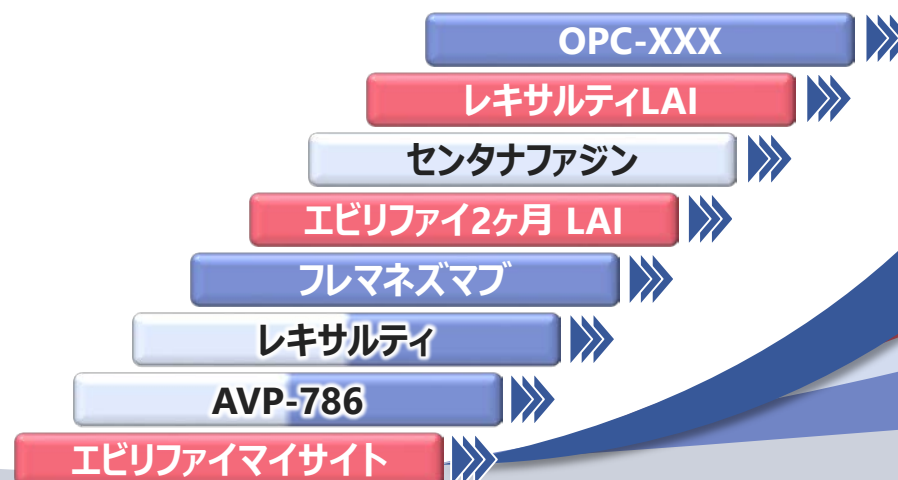 OPC-XXX
レキサルティLAI
センタナファジン
エビリファイ2ヶ月 LAI
フレマネズマブ
レキサルティ
AVP-786
エビリファイマイサイト